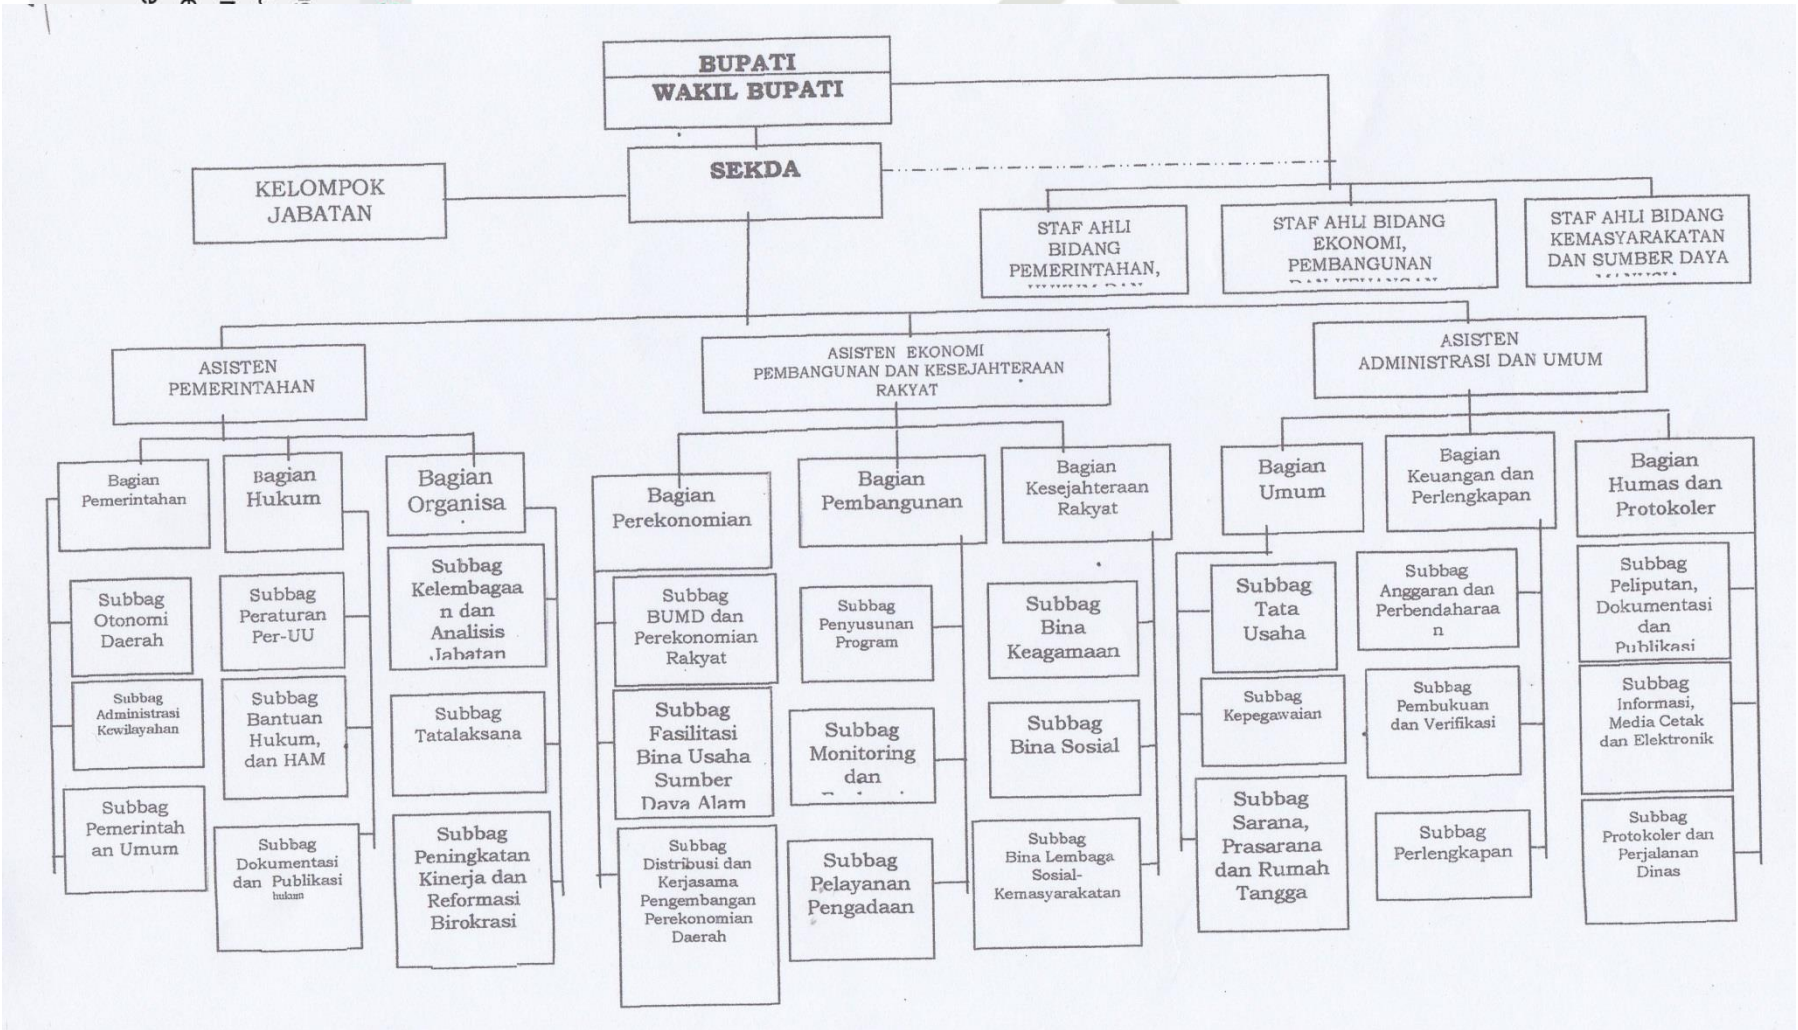 BUPATI
WAKIL BUPATI
SEKDA
KELOMPOK
JABATAN
STAF AHLI
BIDANG
PEMERINTAHAN,
STAF AHLI BIDANG
EKONOMI,
PEMBANGUNAN
DAN KEUANGAN
STAF AHLI BIDANG
KEMASYARAKATAN
DAN SUMBER DAYA
ASISTEN
PEMERINTAHAN
ASISTEN EKONOMI
PEMBANGUNAN DAN KESEJAHTERAAN
RAKYAT
ASISTEN
ADMINISTRASI DAN UMUM
Bagian
Pemerintahan
Bagian
Hukum
Bagian
Organisa
Bagian
Perekonomian
Bagian
Pembangunan
Bagian
Kesejahteraan
Rakyat
Bagian
Umum
Bagian
Keuangan dan
Perlengkapan
Bagian
Humas dan
Protokoler
Subbag
Otonomi
Daerah
Subbag
Peraturan
Per-UU
Subbag
Kelembagaa
n dan
Analisis
Jabatan
Subbag
BUMD dan
Perekonomian
Rakyat
Subbag
Penyusunan
Program
Subbag
Bina
Keagamaan
Subbag
Tata
Usaha
Subbag
Anggaran dan
Perbendaharaa
n
Subbag
Peliputan,
Dokumentasi
dan
Publikasi
Subbag
Administrasi
Kewilayahan
Subbag
Bantuan
Hukum,
dan HAM
Subbag
Tatalaksana
Subbag
Fasilitasi
Bina Usaha
Sumber
Daya Alam
Subbag
Monitoring
dan
Subbag
Bina Sosial
Subbag
Kepegawaian
Subbag
Pembukuan
dan Verifikasi
Subbag
Informasi,
Media Cetak
dan Elektronik
Subbag
Pemerintah
an Umum
Subbag
Dokumentasi
dan Publikasi
hukum
Subbag
Peningkatan
Kinerja dan
Reformasi
Birokrasi
Subbag
Distribusi dan
Kerjasama
Pengembangan
Perekonomian
Daerah
Subbag
Pelayanan
Pengadaan
Subbag
Bina Lembaga
Sosial-
Kemasyarakatan
Subbag
Sarana,
Prasarana
dan Rumah
Tangga
Subbag
Perlengkapan
Subbag
Protokoler dan
Perjalanan
Dinas